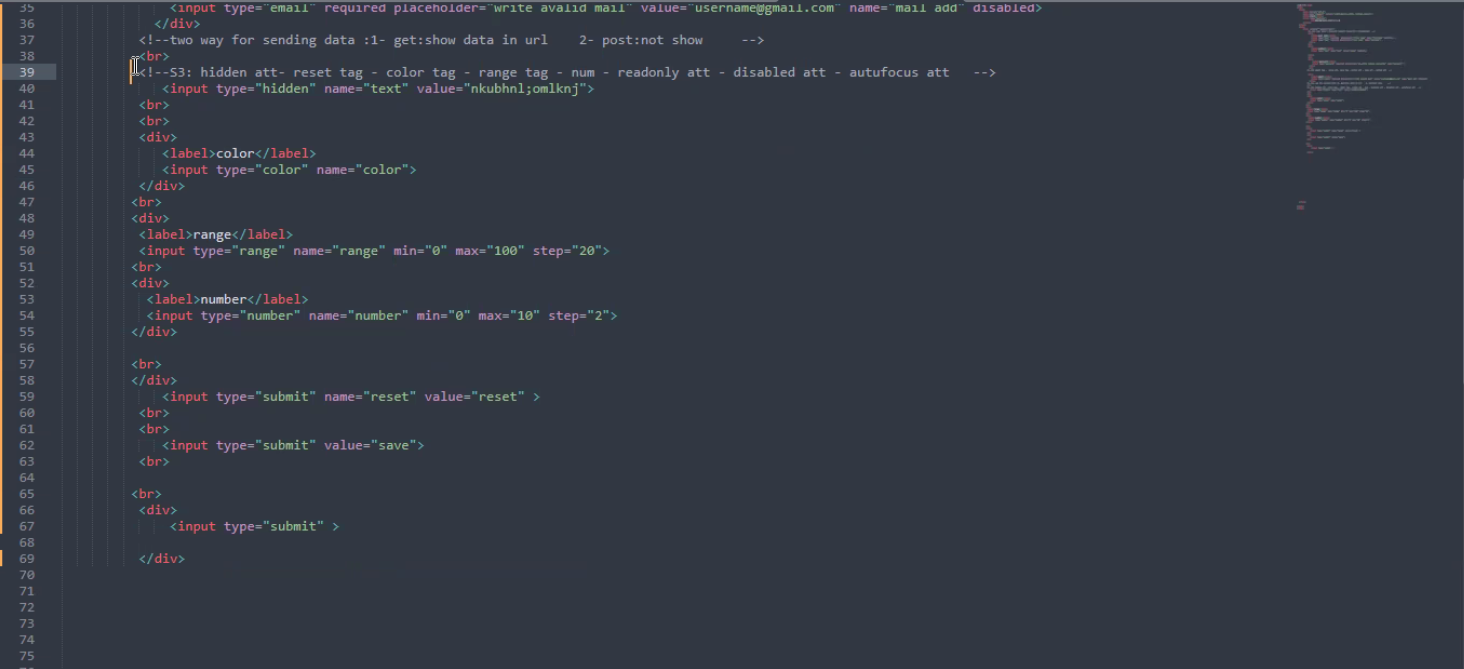 35 <input type="email" required placeholder="write avalid mail" value="username@gmail.com" name="mail add" disabled>
36 </div>
37 <!--two way for sending data :1- get:show data in url    2- post:not show     -->
38 <br>
39 <!--S3: hidden att- reset tag - color tag - range tag - num - readonly att - disabled att - autufocus att   -->
40 <input type="hidden" name="text" value="nkubhnl;omlknj">
41 <br>
42 <br>
43 <div>
44 <label>color</label>
45 <input type="color" name="color">
46 </div>
47 <br>
48 <div>
49 <label>range</label>
50 <input type="range" name="range" min="0" max="100" step="20">
51 <br>
52 <div>
53 <label>number</label>
54 <input type="number" name="number" min="0" max="10" step="2">
55 </div>
56
57 <br>
58 </div>
59 <input type="submit" name="reset" value="reset" >
60 <br>
61 <br>
62 <input type="submit" value="save">
63 <br>
64
65 <br>
66 <div>
67 <input type="submit" >
68
69 </div>
70
71
72
73
74
75